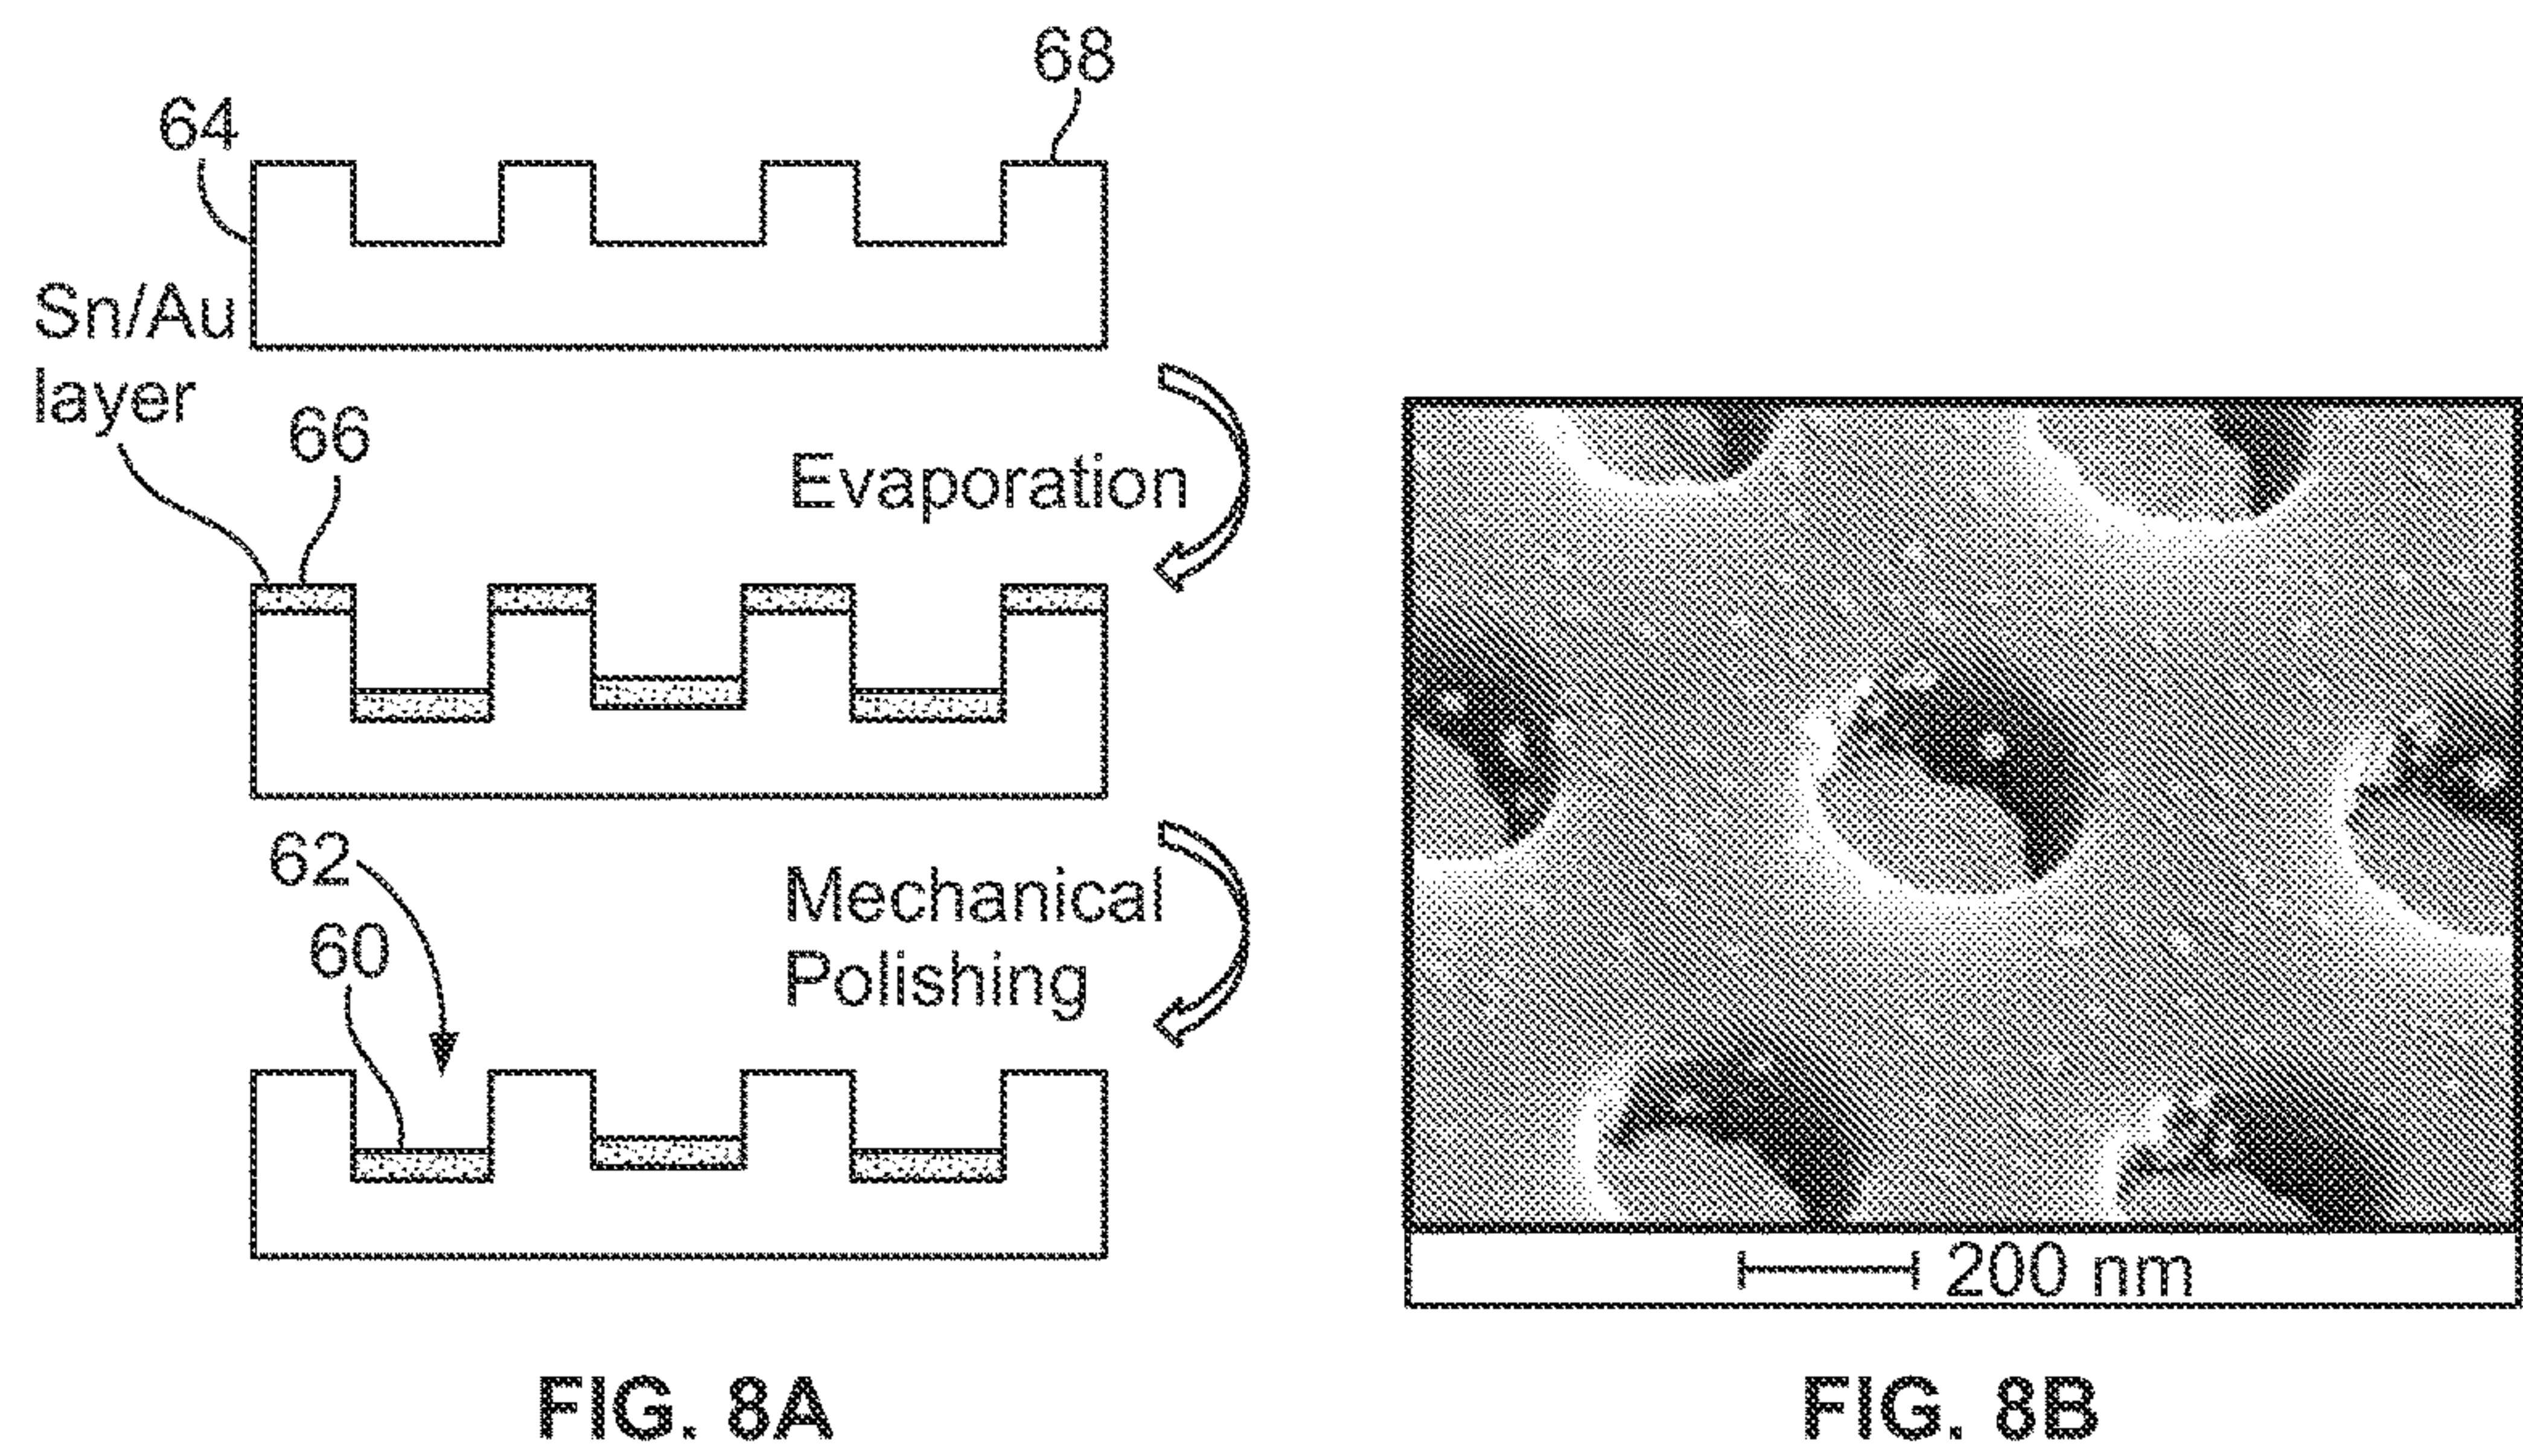 68
64
Sn/Au
layer
66
Evaporation
62
Mechanical
60
Polishing
200 nm
FIG. 8A
FIG. 8B